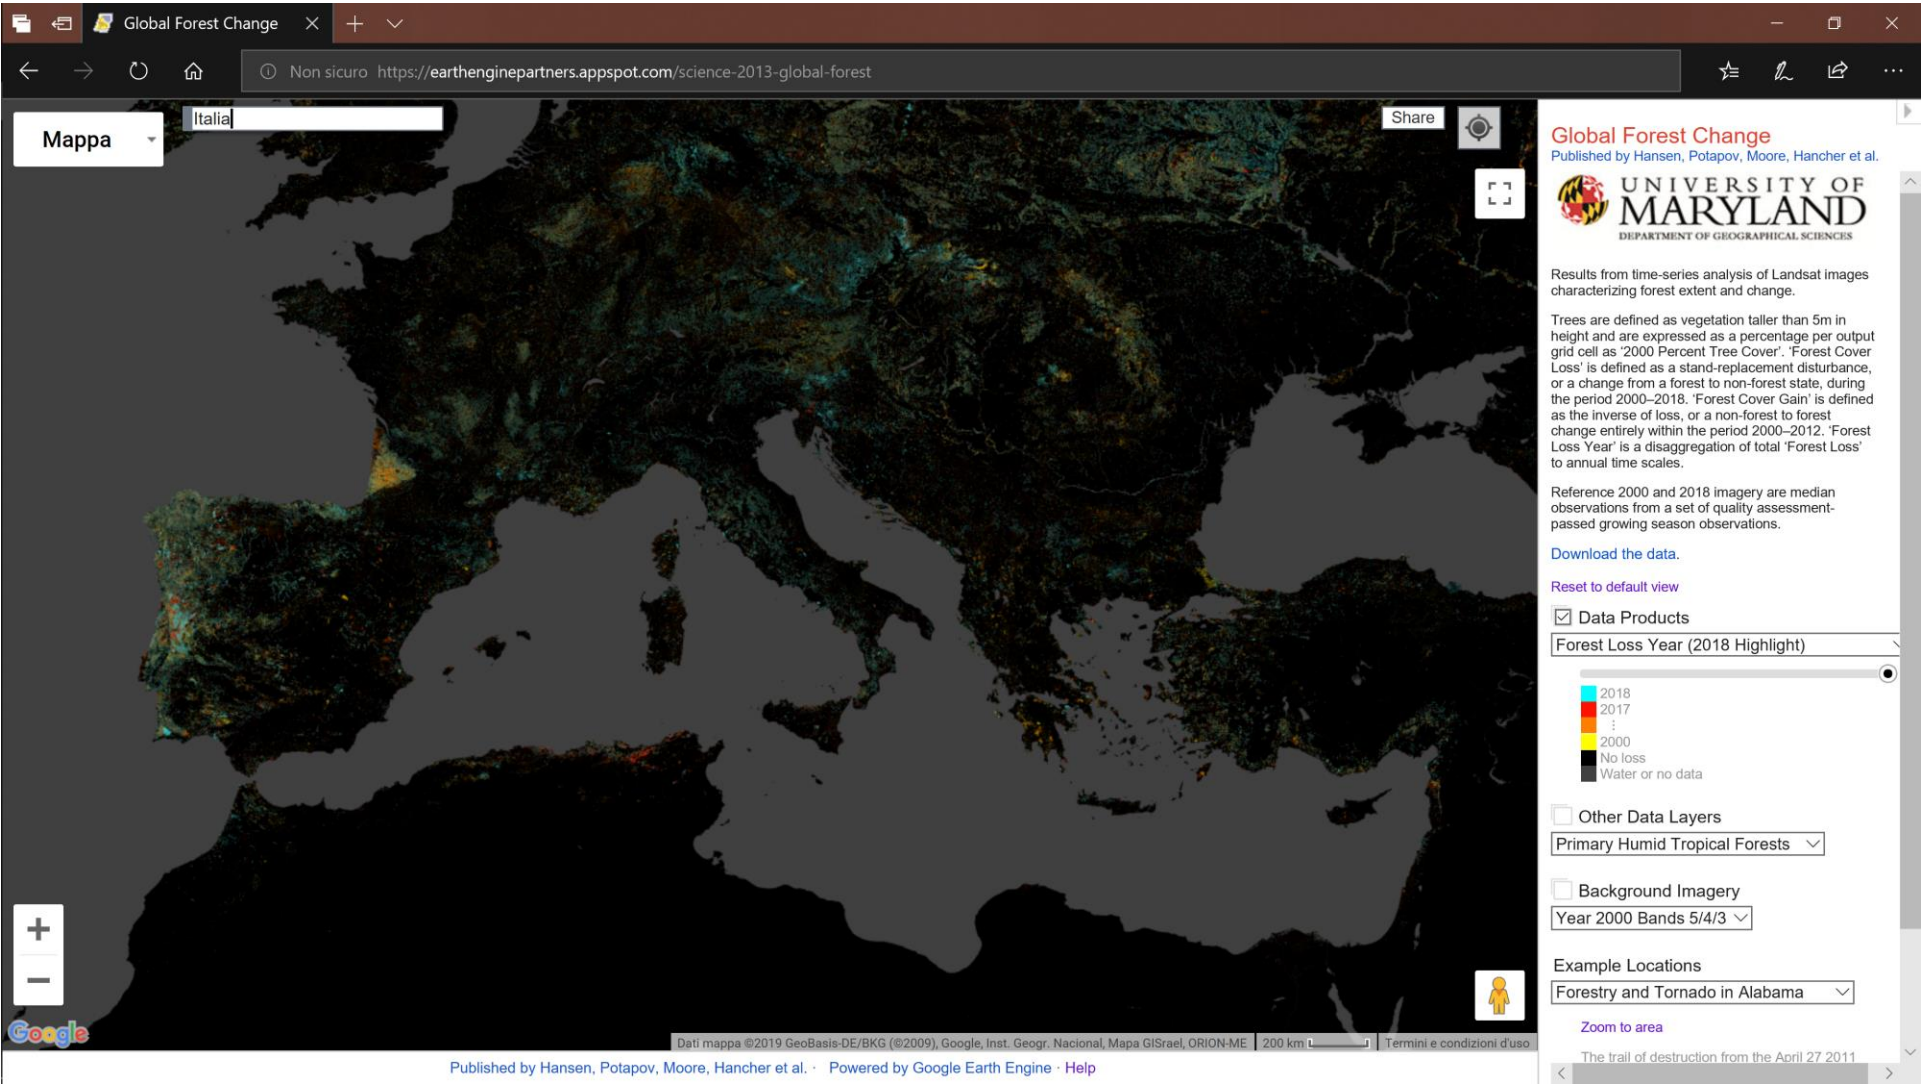 Global Forest Change
Non sicuro https://earthenginepartners.appspot.com/science-2013-global-forest
Mappa
Italia
Share
Global Forest Change
Published by Hansen, Potapov, Moore, Hancher et al.
UNIVERSITY OF
MARYLAND
DEPARTMENT OF GEOGRAPHICAL SCIENCES
Results from time-series analysis of Landsat images
characterizing forest extent and change.
Trees are defined as vegetation taller than 5m in
height and are expressed as a percentage per output
grid cell as ‘2000 Percent Tree Cover’. ‘Forest Cover
Loss’ is defined as a stand-replacement disturbance,
or a change from a forest to non-forest state, during
the period 2000–2018. ‘Forest Cover Gain’ is defined
as the inverse of loss, or a non-forest to forest
change entirely within the period 2000–2012. ‘Forest
Loss Year’ is a disaggregation of total ‘Forest Loss’
to annual time scales.
Reference 2000 and 2018 imagery are median
observations from a set of quality assessment-
passed growing season observations.
Download the data.
Reset to default view
Data Products
Forest Loss Year (2018 Highlight)
2018
2017
⋮
2000
No loss
Water or no data
Other Data Layers
Primary Humid Tropical Forests
Background Imagery
Year 2000 Bands 5/4/3
Example Locations
Forestry and Tornado in Alabama
Zoom to area
The trail of destruction from the April 27 2011
Google
Dati mappa ©2019 GeoBasis-DE/BKG (©2009), Google, Inst. Geogr. Nacional, Mapa GISrael, ORION-ME
200 km
Termini e condizioni d'uso
Published by Hansen, Potapov, Moore, Hancher et al. · Powered by Google Earth Engine · Help